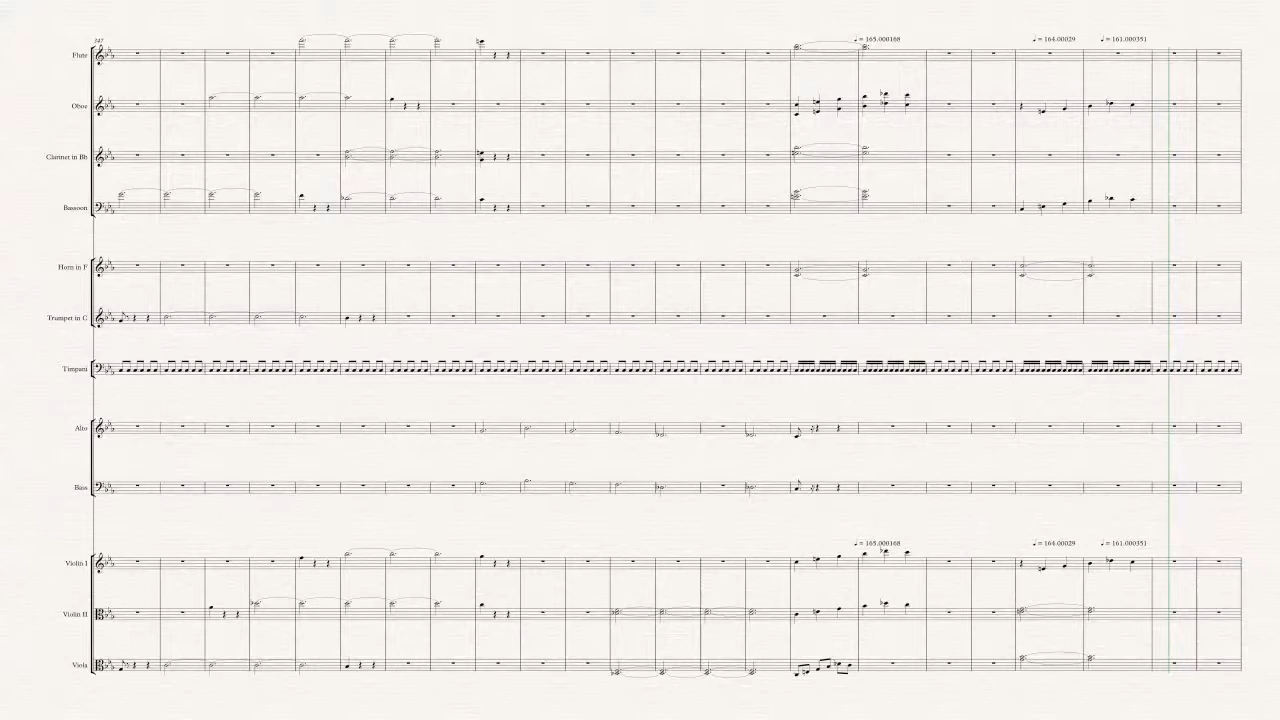 347
♩ = 165.000168
♩ = 164.00029
♩ = 161.000351
Flute
Oboe
Clarinet in Bb
Bassoon
Horn in F
Trumpet in C
Timpani
Alto
Bass
♩ = 165.000168
♩ = 164.00029
♩ = 161.000351
Violin I
Violin II
Viola